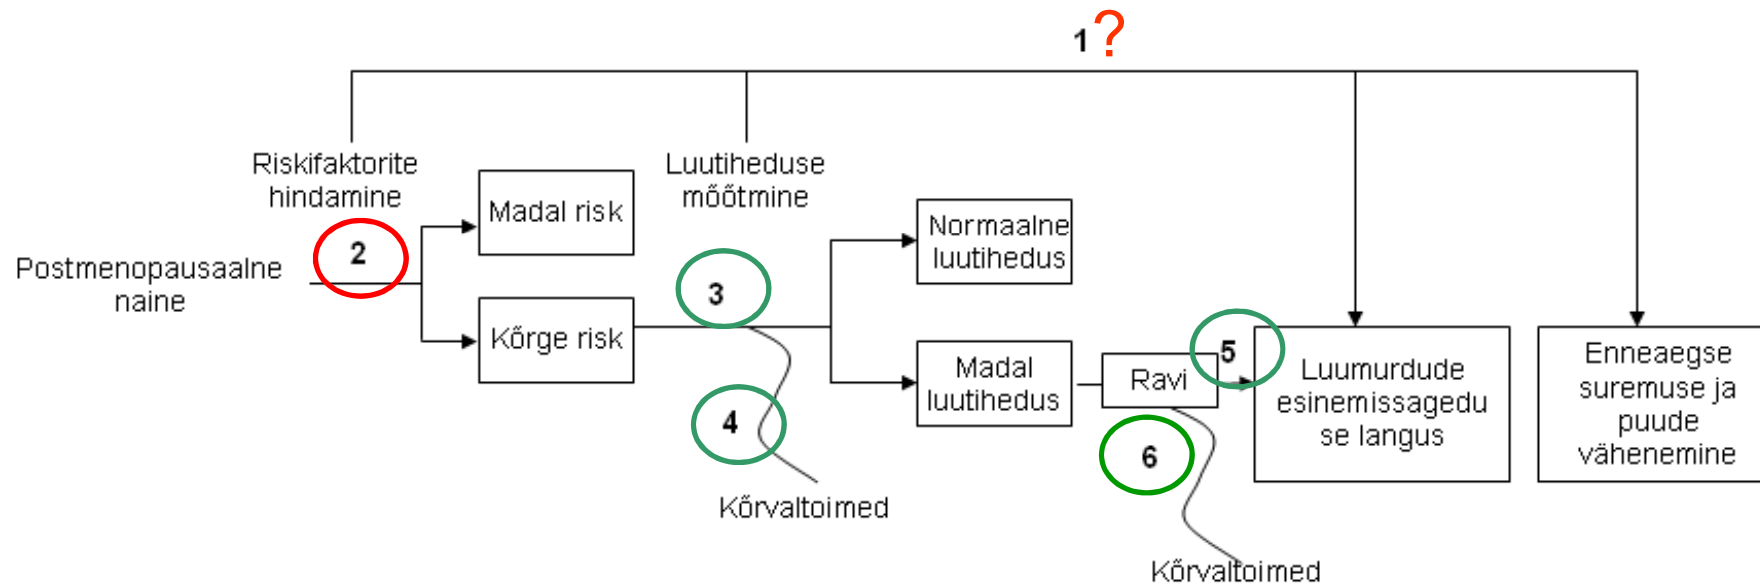 1 ?
Riskifaktorite
hindamine
Luutiheduse
mõõtmine
Madal risk
Normaalne
luutihedus
2
Postmenopausaalne
naine
3
Kõrge risk
5
Madal
luutihedus
Ravi
Luumurdude
esinemissagedu
se langus
Enneaegse
suremuse ja
puude
vähenemine
4
6
Kõrvaltoimed
Kõrvaltoimed